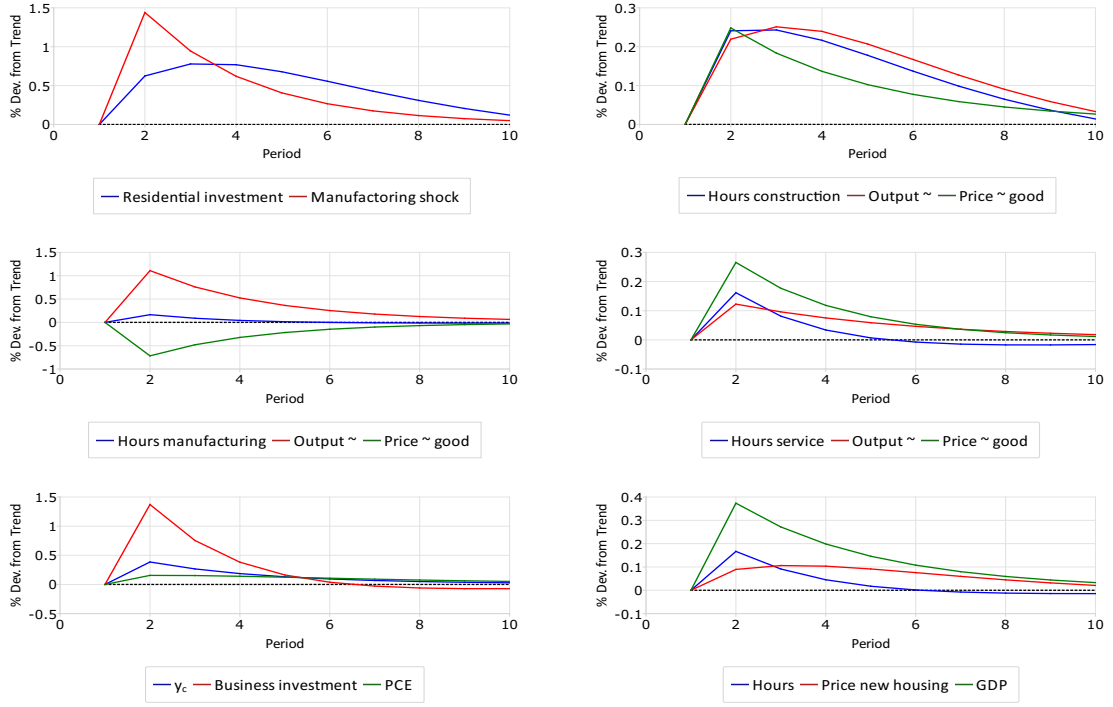 1.5
1
0.5
0
% Dev. from Trend
0 2 4 6 8 10
Period
Residential investment Manufactoring shock
0.3
0.2
0.1
0
% Dev. from Trend
0 2 4 6 8 10
Period
Hours construction Output ~ Price ~ good
1.5
1
0.5
0
-0.5
-1
% Dev. from Trend
0 2 4 6 8 10
Period
Hours manufacturing Output ~ Price ~ good
0.3
0.2
0.1
0
-0.1
% Dev. from Trend
0 2 4 6 8 10
Period
Hours service Output ~ Price ~ good
1.5
1
0.5
0
-0.5
% Dev. from Trend
0 2 4 6 8 10
Period
y_c Business investment PCE
0.4
0.3
0.2
0.1
0
-0.1
% Dev. from Trend
0 2 4 6 8 10
Period
Hours Price new housing GDP